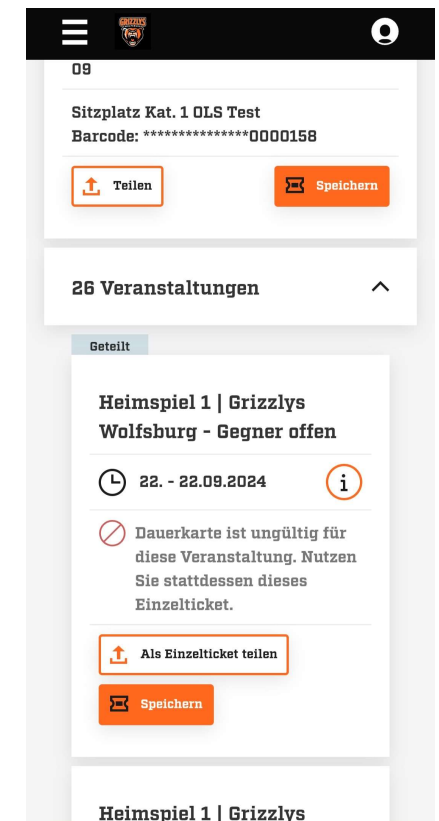 GRIZZLYS
09
Sitzplatz Kat. 1 OLS Test
Barcode: ***************0000158
Teilen
Speichern
26 Veranstaltungen
Geteilt
Heimspiel 1 | Grizzlys
Wolfsburg - Gegner offen
22. - 22.09.2024
i
Dauerkarte ist ungültig für
diese Veranstaltung. Nutzen
Sie stattdessen dieses
Einzelticket.
Als Einzelticket teilen
Speichern
Heimspiel 1 | Grizzlys